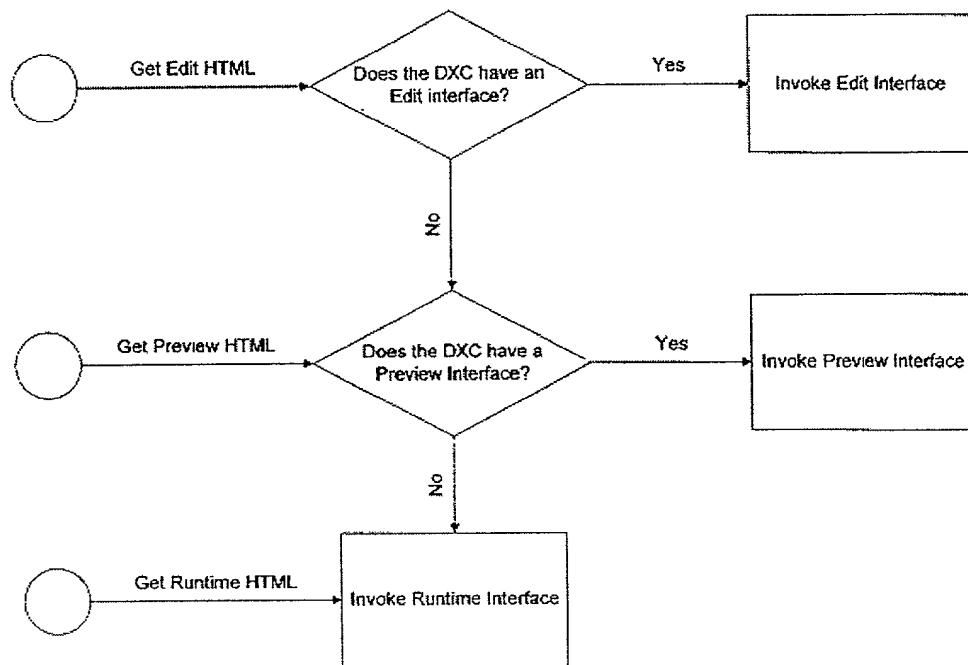 Get Edit HTML
Does the DXC have an
Edit interface?
Yes
Invoke Edit Interface
No
Get Preview HTML
Does the DXC have a
Preview Interface?
Yes
Invoke Preview Interface
No
Get Runtime HTML
Invoke Runtime Interface